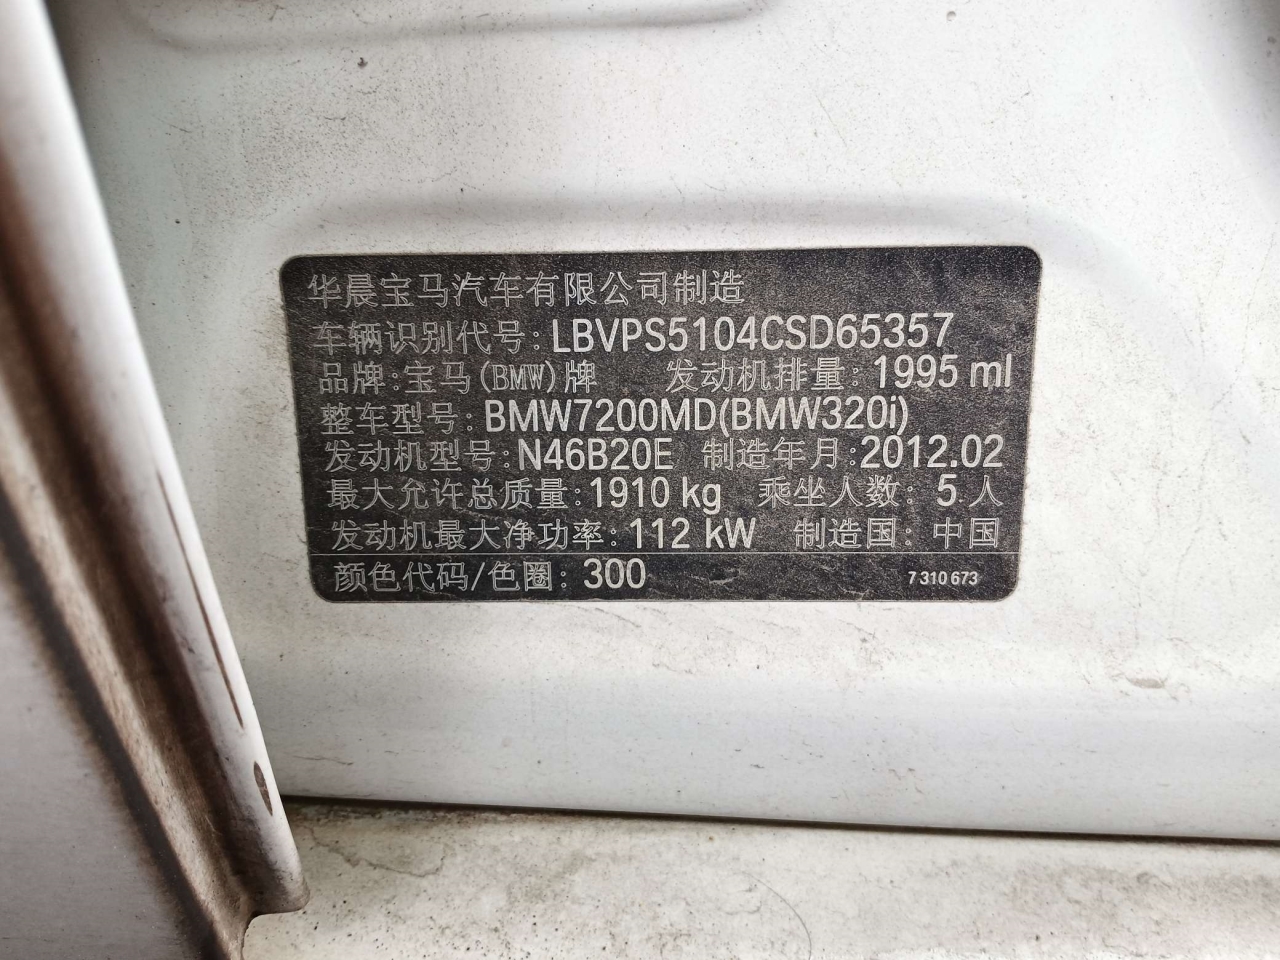 华晨宝马汽车有限公司制造
车辆识别代号:LBVPS5104CSD65357
品牌:宝马(BMW)牌 发动机排量:1995 ml
整车型号:BMW7200MD(BMW320i)
发动机型号:N46B20E 制造年月:2012.02
最大允许总质量:1910 kg 乘坐人数:5人
发动机最大净功率:112 kW 制造国:中国
颜色代码/色圈:300 7 310 673